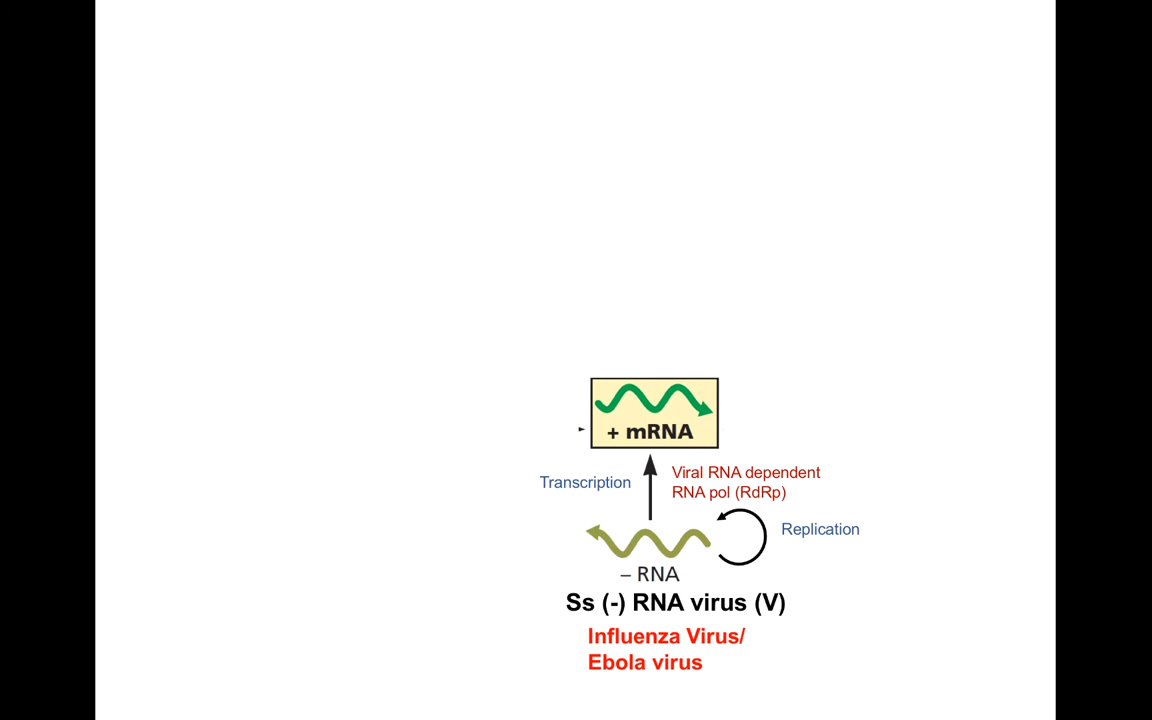 + mRNA
Transcription
Viral RNA dependent
RNA pol (RdRp)
Replication
– RNA
Ss (-) RNA virus (V)
Influenza Virus/
Ebola virus